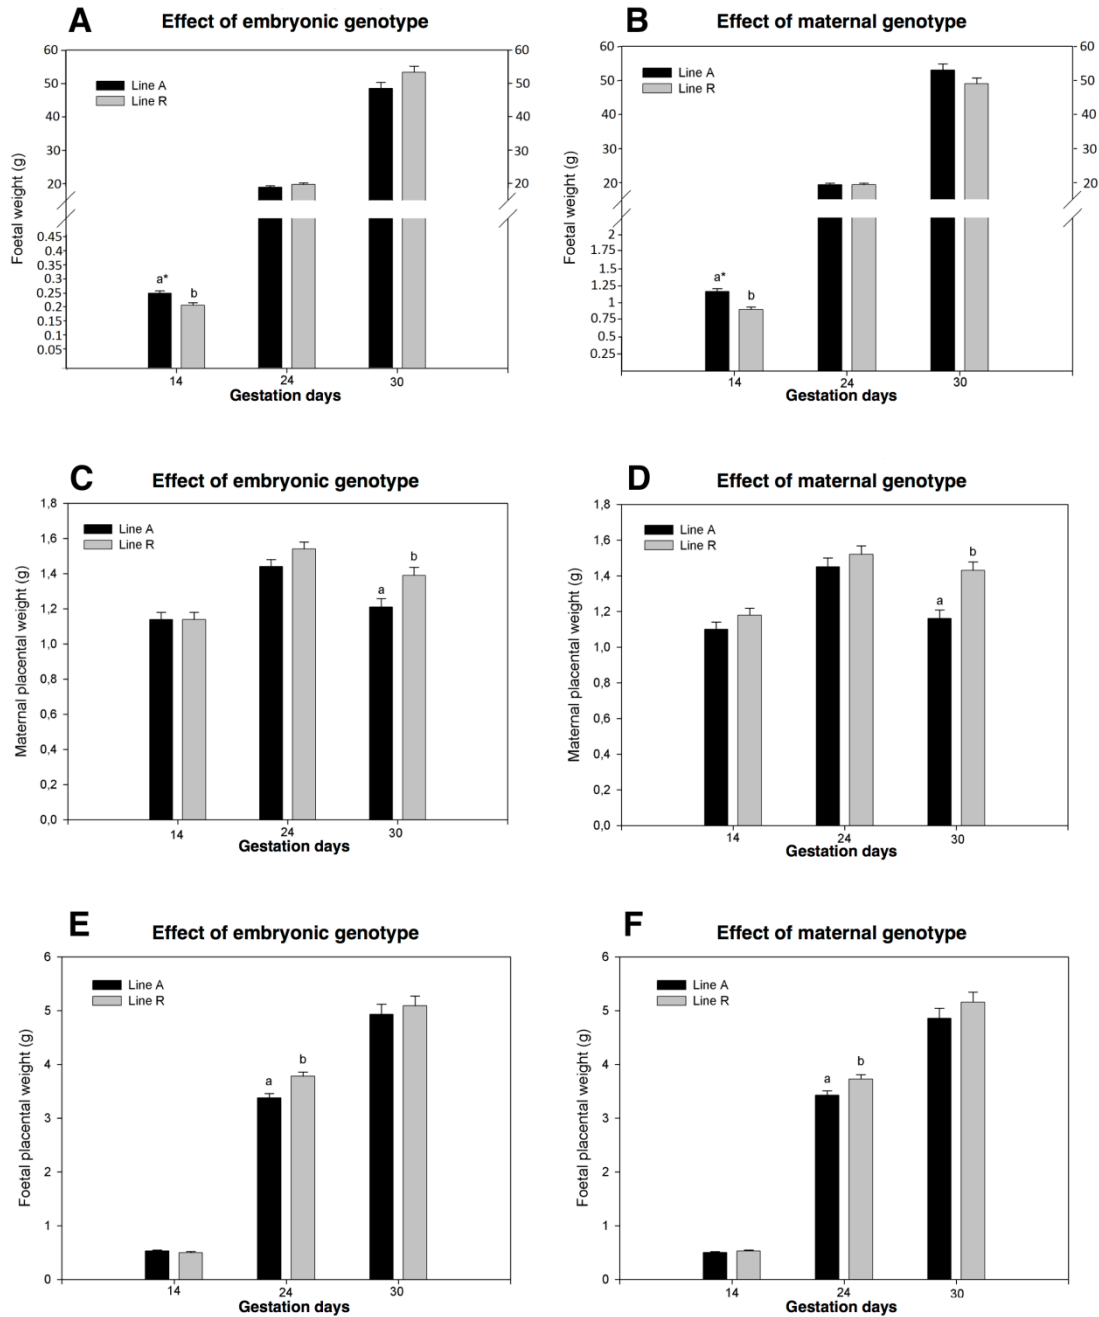 A
Effect of embryonic genotype
Line A
Line R
Foetal weight (g)
60
50
40
30
20
0.45
0.4
0.35
0.3
0.25
0.2
0.15
0.1
0.05
60
50
40
30
20
a*
b
14
24
30
Gestation days
B
Effect of maternal genotype
Line A
Line R
Foetal weight (g)
60
50
40
30
20
2
1.75
1.5
1.25
1
0.75
0.5
0.25
60
50
40
30
20
a*
b
14
24
30
Gestation days
C
Effect of embryonic genotype
Line A
Line R
Maternal placental weight (g)
1,8
1,6
1,4
1,2
1,0
0,8
0,6
0,4
0,2
0,0
a
b
14
24
30
Gestation days
D
Effect of maternal genotype
Line A
Line R
Maternal placental weight (g)
1,8
1,6
1,4
1,2
1,0
0,8
0,6
0,4
0,2
0,0
a
b
14
24
30
Gestation days
E
Effect of embryonic genotype
Line A
Line R
Foetal placental weight (g)
6
5
4
3
2
1
0
a
b
14
24
30
Gestation days
F
Effect of maternal genotype
Line A
Line R
Foetal placental weight (g)
6
5
4
3
2
1
0
a
b
14
24
30
Gestation days